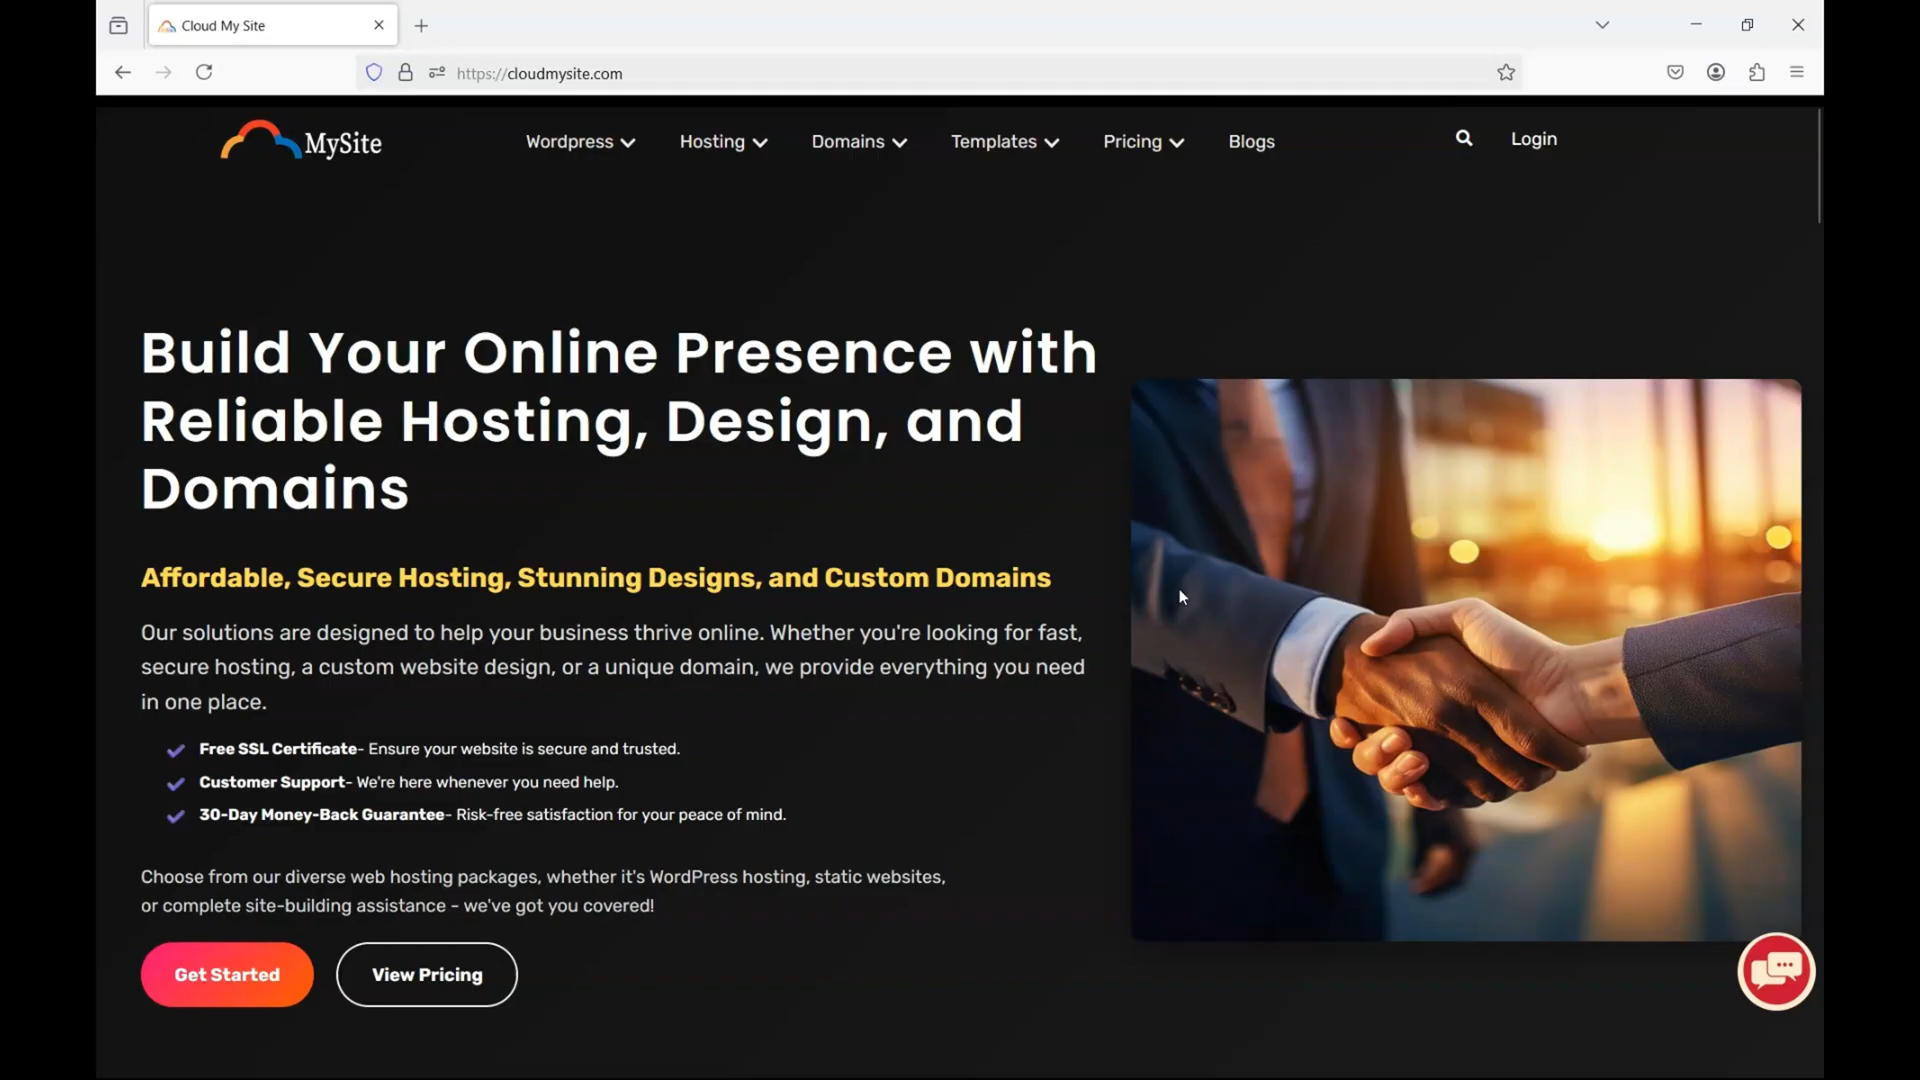 Cloud My Site
https://cloudmysite.com
MySite
Wordpress
Hosting
Domains
Templates
Pricing
Blogs
Login
Build Your Online Presence with
Reliable Hosting, Design, and
Domains
Affordable, Secure Hosting, Stunning Designs, and Custom Domains
Our solutions are designed to help your business thrive online. Whether you're looking for fast,
secure hosting, a custom website design, or a unique domain, we provide everything you need
in one place.
Free SSL Certificate- Ensure your website is secure and trusted.
Customer Support- We're here whenever you need help.
30-Day Money-Back Guarantee- Risk-free satisfaction for your peace of mind.
Choose from our diverse web hosting packages, whether it's WordPress hosting, static websites,
or complete site-building assistance - we've got you covered!
Get Started
View Pricing